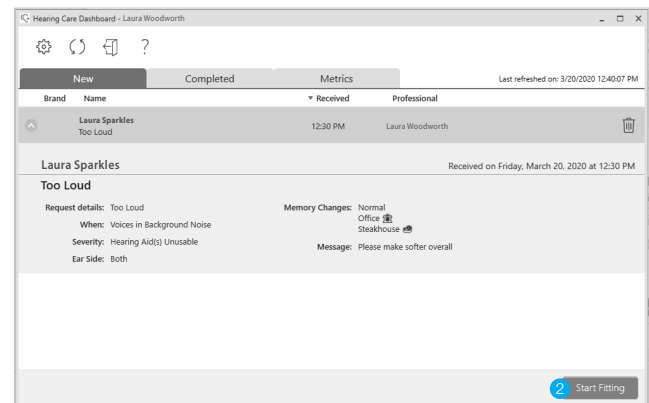 Hearing Care Dashboard - Laura Woodworth
New Completed Metrics Last refreshed on: 3/20/2020 12:40:07 PM
Brand Name ▼ Received Professional
Laura Sparkles
Too Loud
12:30 PM Laura Woodworth
Laura Sparkles Received on Friday, March 20, 2020 at 12:30 PM
Too Loud
Request details: Too Loud Memory Changes: Normal
Office
When: Voices in Background Noise
Steakhouse
Severity: Hearing Aid(s) Unusable
Message: Please make softer overall
Ear Side: Both
2 Start Fitting